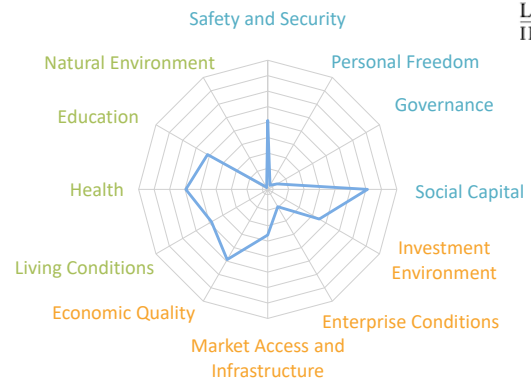 Safety and Security
Personal Freedom
Governance
Social Capital
Investment
Environment
Enterprise Conditions
Market Access and
Infrastructure
Economic Quality
Living Conditions
Health
Education
Natural Environment